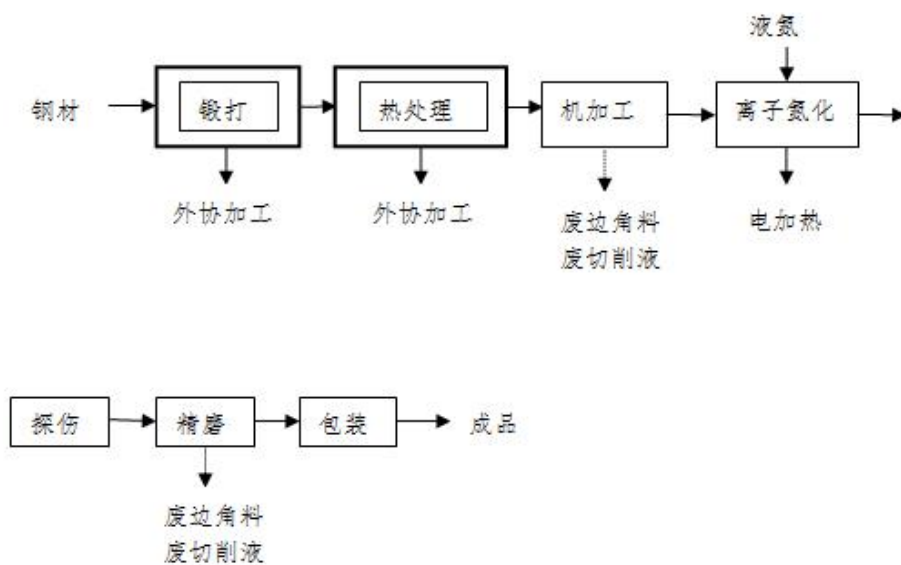 液氮
钢材
锻打
热处理
机加工
离子氮化
外协加工
外协加工
废边角料
废切削液
电加热
探伤
精磨
包装
成品
废边角料
废切削液